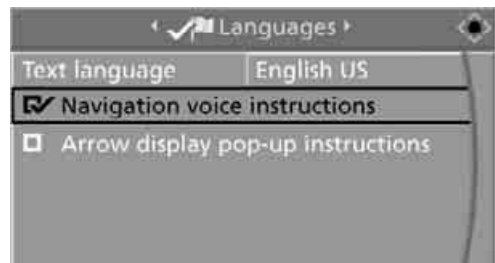 Languages
Text language English US
Navigation voice instructions
Arrow display pop-up instructions